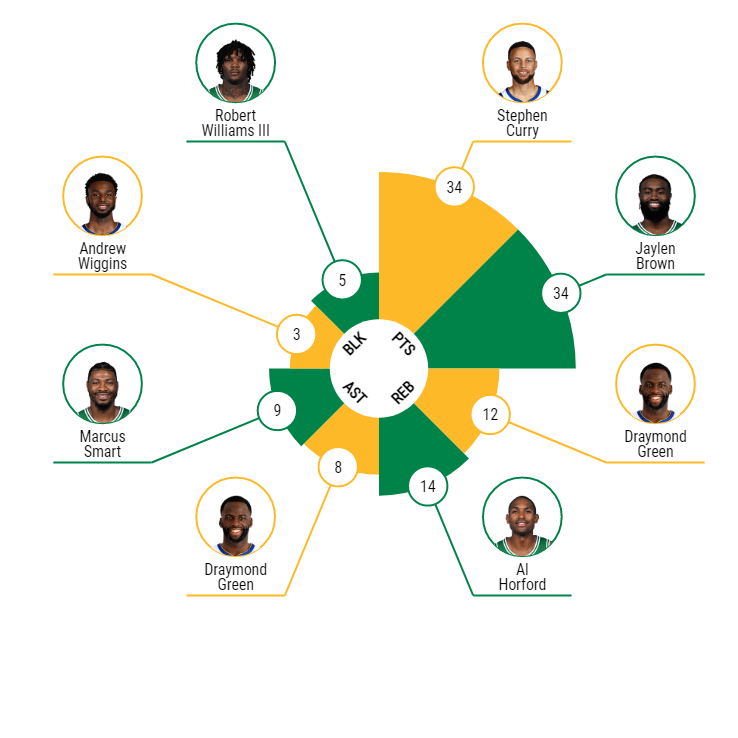 Robert
Williams III
Stephen
Curry
34
Andrew
Wiggins
Jaylen
Brown
5
34
3
BLK
PTS
AST
REB
Marcus
Smart
9
12
Draymond
Green
8
14
Draymond
Green
Al
Horford